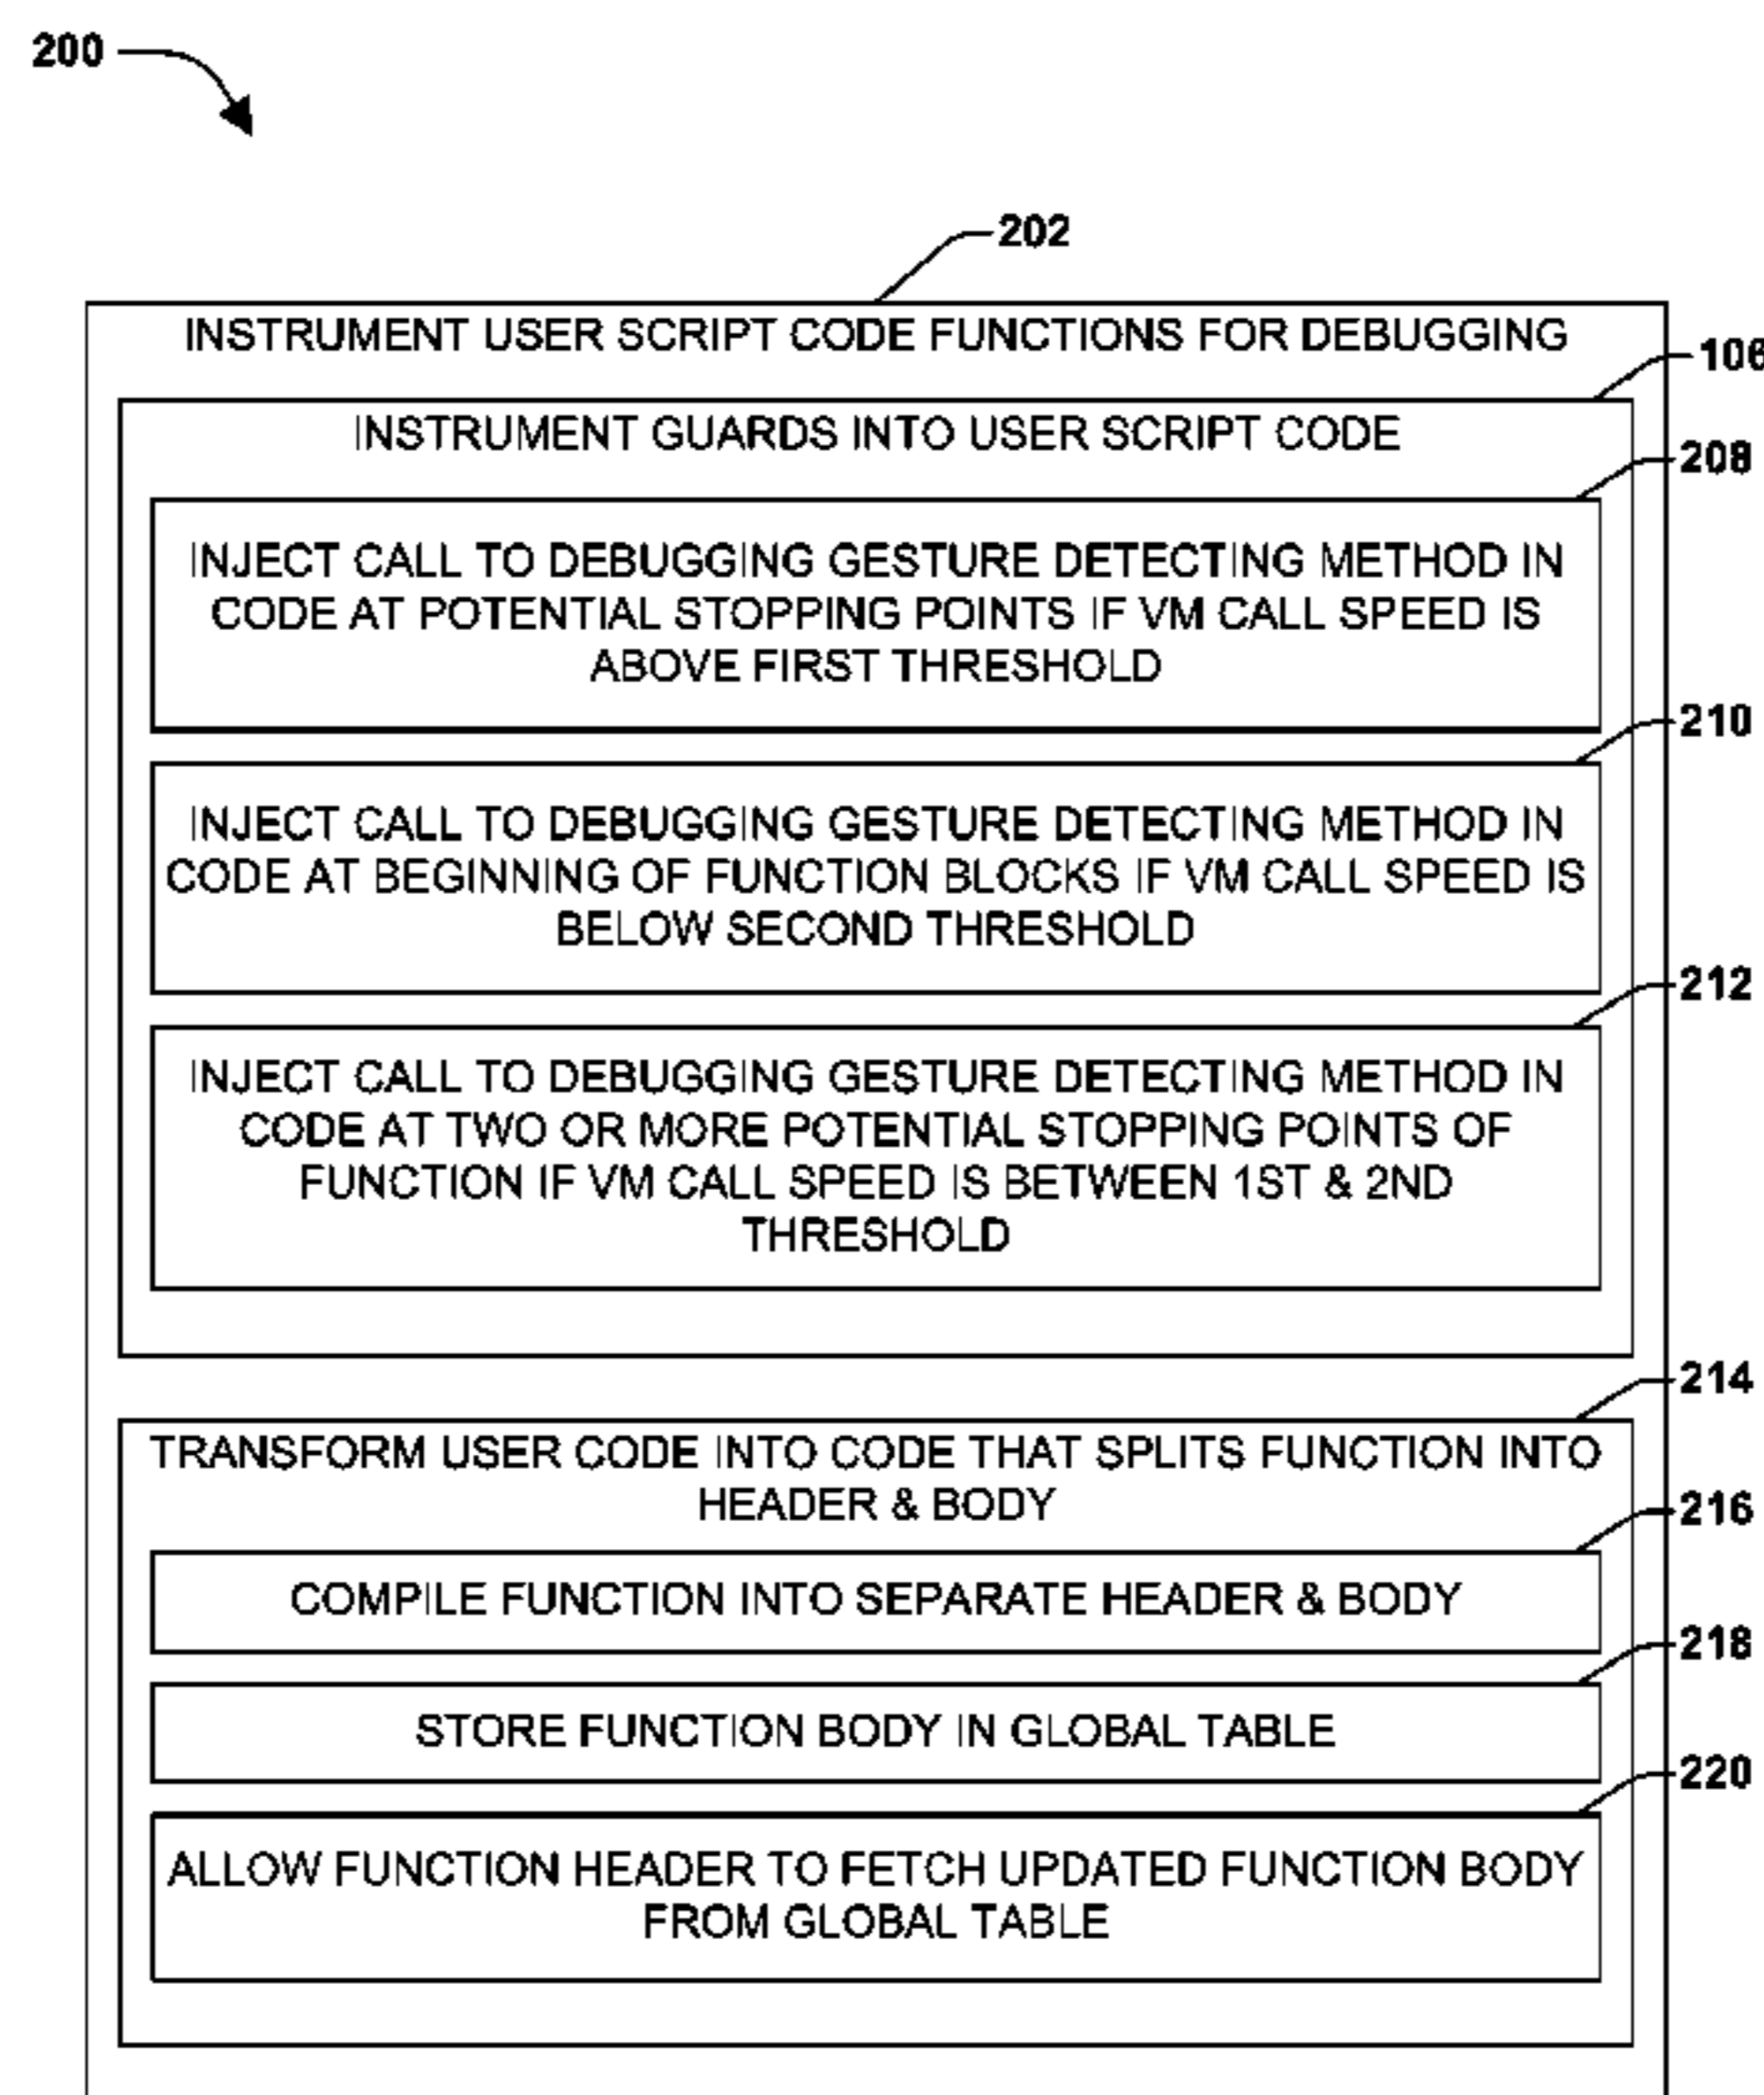 200
202
INSTRUMENT USER SCRIPT CODE FUNCTIONS FOR DEBUGGING
106
INSTRUMENT GUARDS INTO USER SCRIPT CODE
208
INJECT CALL TO DEBUGGING GESTURE DETECTING METHOD IN
CODE AT POTENTIAL STOPPING POINTS IF VM CALL SPEED IS
ABOVE FIRST THRESHOLD
210
INJECT CALL TO DEBUGGING GESTURE DETECTING METHOD IN
CODE AT BEGINNING OF FUNCTION BLOCKS IF VM CALL SPEED IS
BELOW SECOND THRESHOLD
212
INJECT CALL TO DEBUGGING GESTURE DETECTING METHOD IN
CODE AT TWO OR MORE POTENTIAL STOPPING POINTS OF
FUNCTION IF VM CALL SPEED IS BETWEEN 1ST & 2ND
THRESHOLD
214
TRANSFORM USER CODE INTO CODE THAT SPLITS FUNCTION INTO
HEADER & BODY
216
COMPILE FUNCTION INTO SEPARATE HEADER & BODY
218
STORE FUNCTION BODY IN GLOBAL TABLE
220
ALLOW FUNCTION HEADER TO FETCH UPDATED FUNCTION BODY
FROM GLOBAL TABLE